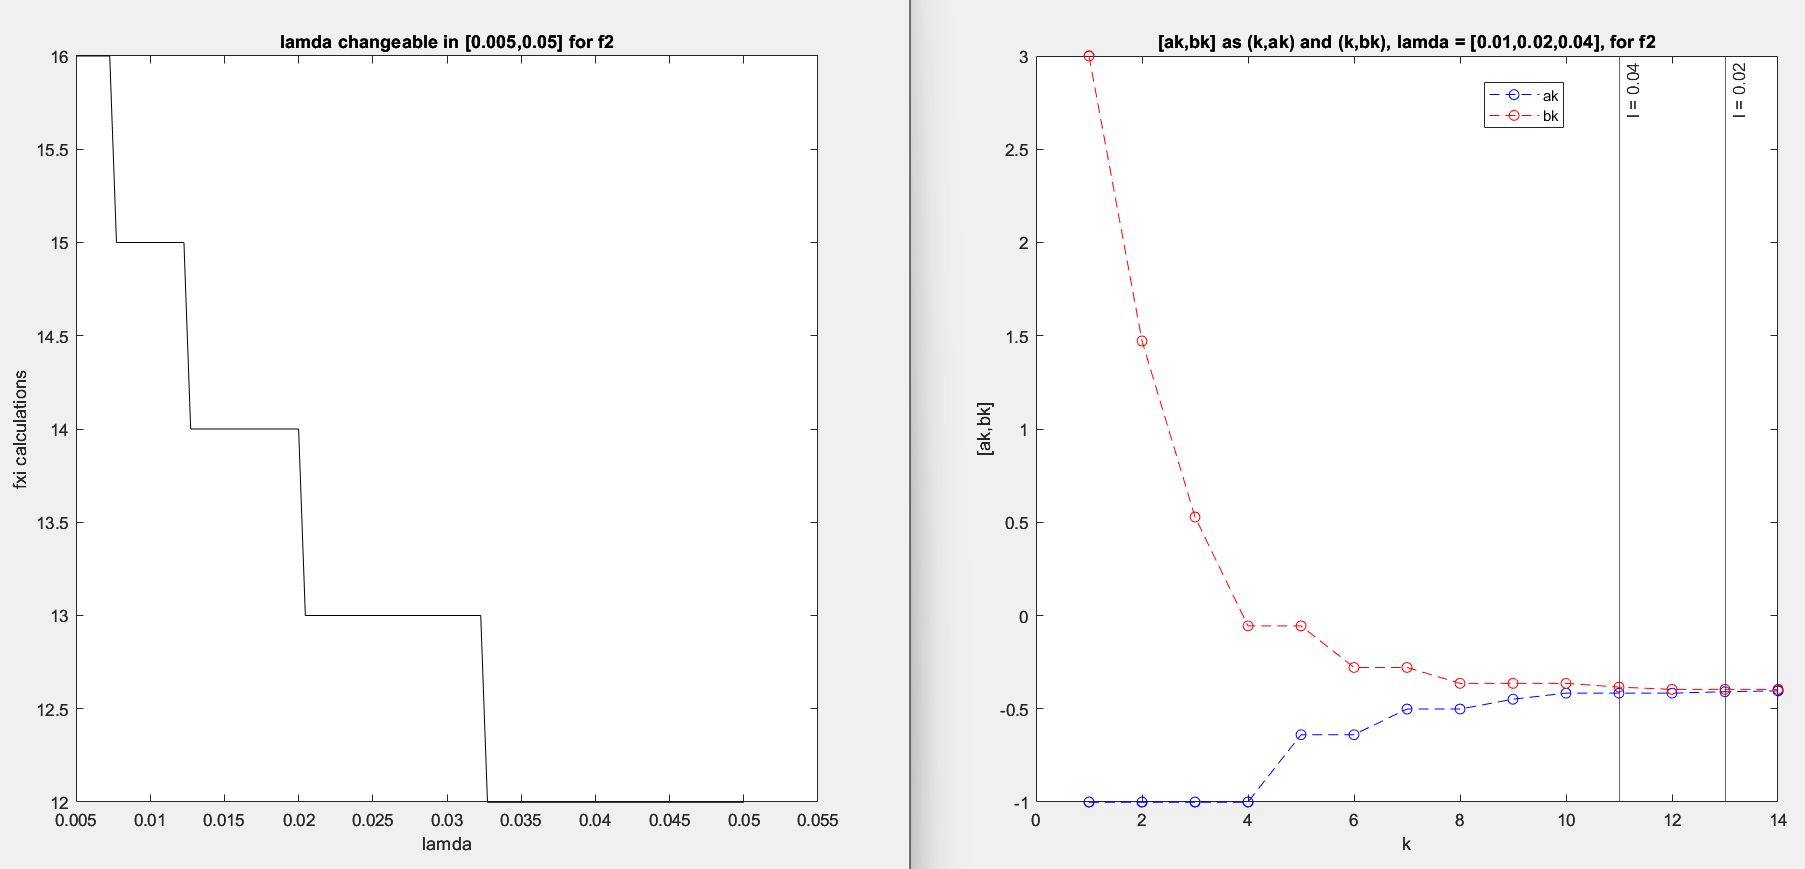 lamda changeable in [0.005,0.05] for f2
16
15.5
15
14.5
14
13.5
13
12.5
12
fxi calculations
0.005 0.01 0.015 0.02 0.025 0.03 0.035 0.04 0.045 0.05 0.055
lamda
[ak,bk] as (k,ak) and (k,bk), lamda = [0.01,0.02,0.04], for f2
3
2.5
2
1.5
1
0.5
0
-0.5
-1
[ak,bk]
ak
bk
l = 0.04
l = 0.02
0 2 4 6 8 10 12 14
k